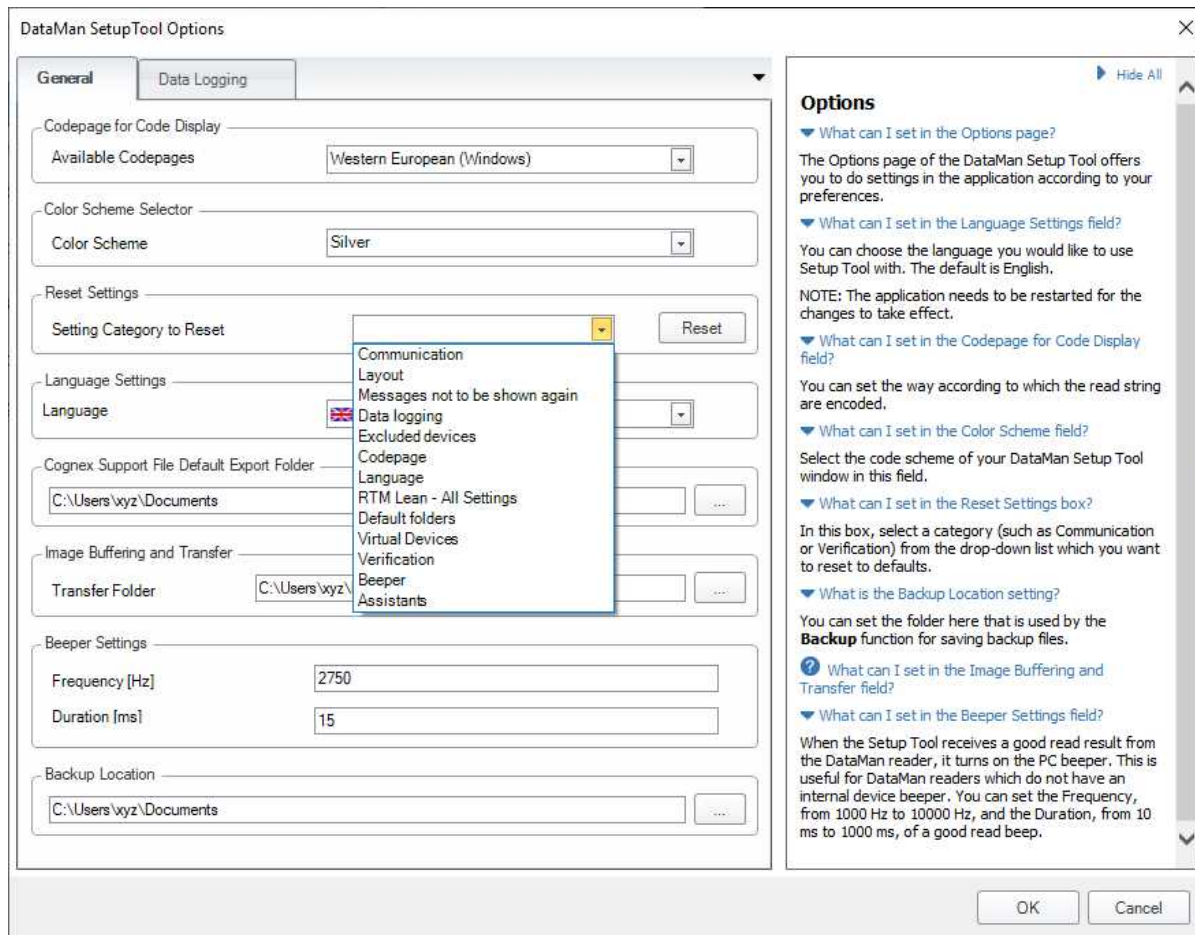 DataMan SetupTool Options
General
Data Logging
Codepage for Code Display
Available Codepages
Western European (Windows)
Color Scheme Selector
Color Scheme
Silver
Reset Settings
Setting Category to Reset
Reset
Communication
Layout
Messages not to be shown again
Data logging
Excluded devices
Codepage
Language
RTM Lean - All Settings
Default folders
Virtual Devices
Verification
Beeper
Assistants
Language Settings
Language
Cognex Support File Default Export Folder
C:\Users\xyz\Documents
...
Image Buffering and Transfer
Transfer Folder
C:\Users\xyz\
...
Beeper Settings
Frequency [Hz]
2750
Duration [ms]
15
Backup Location
C:\Users\xyz\Documents
...
Hide All
Options
What can I set in the Options page?
The Options page of the DataMan Setup Tool offers
you to do settings in the application according to your
preferences.
What can I set in the Language Settings field?
You can choose the language you would like to use
Setup Tool with. The default is English.
NOTE: The application needs to be restarted for the
changes to take effect.
What can I set in the Codepage for Code Display
field?
You can set the way according to which the read string
are encoded.
What can I set in the Color Scheme field?
Select the code scheme of your DataMan Setup Tool
window in this field.
What can I set in the Reset Settings box?
In this box, select a category (such as Communication
or Verification) from the drop-down list which you want
to reset to defaults.
What is the Backup Location setting?
You can set the folder here that is used by the
Backup function for saving backup files.
? What can I set in the Image Buffering and
Transfer field?
What can I set in the Beeper Settings field?
When the Setup Tool receives a good read result from
the DataMan reader, it turns on the PC beeper. This is
useful for DataMan readers which do not have an
internal device beeper. You can set the Frequency,
from 1000 Hz to 10000 Hz, and the Duration, from 10
ms to 1000 ms, of a good read beep.
OK
Cancel